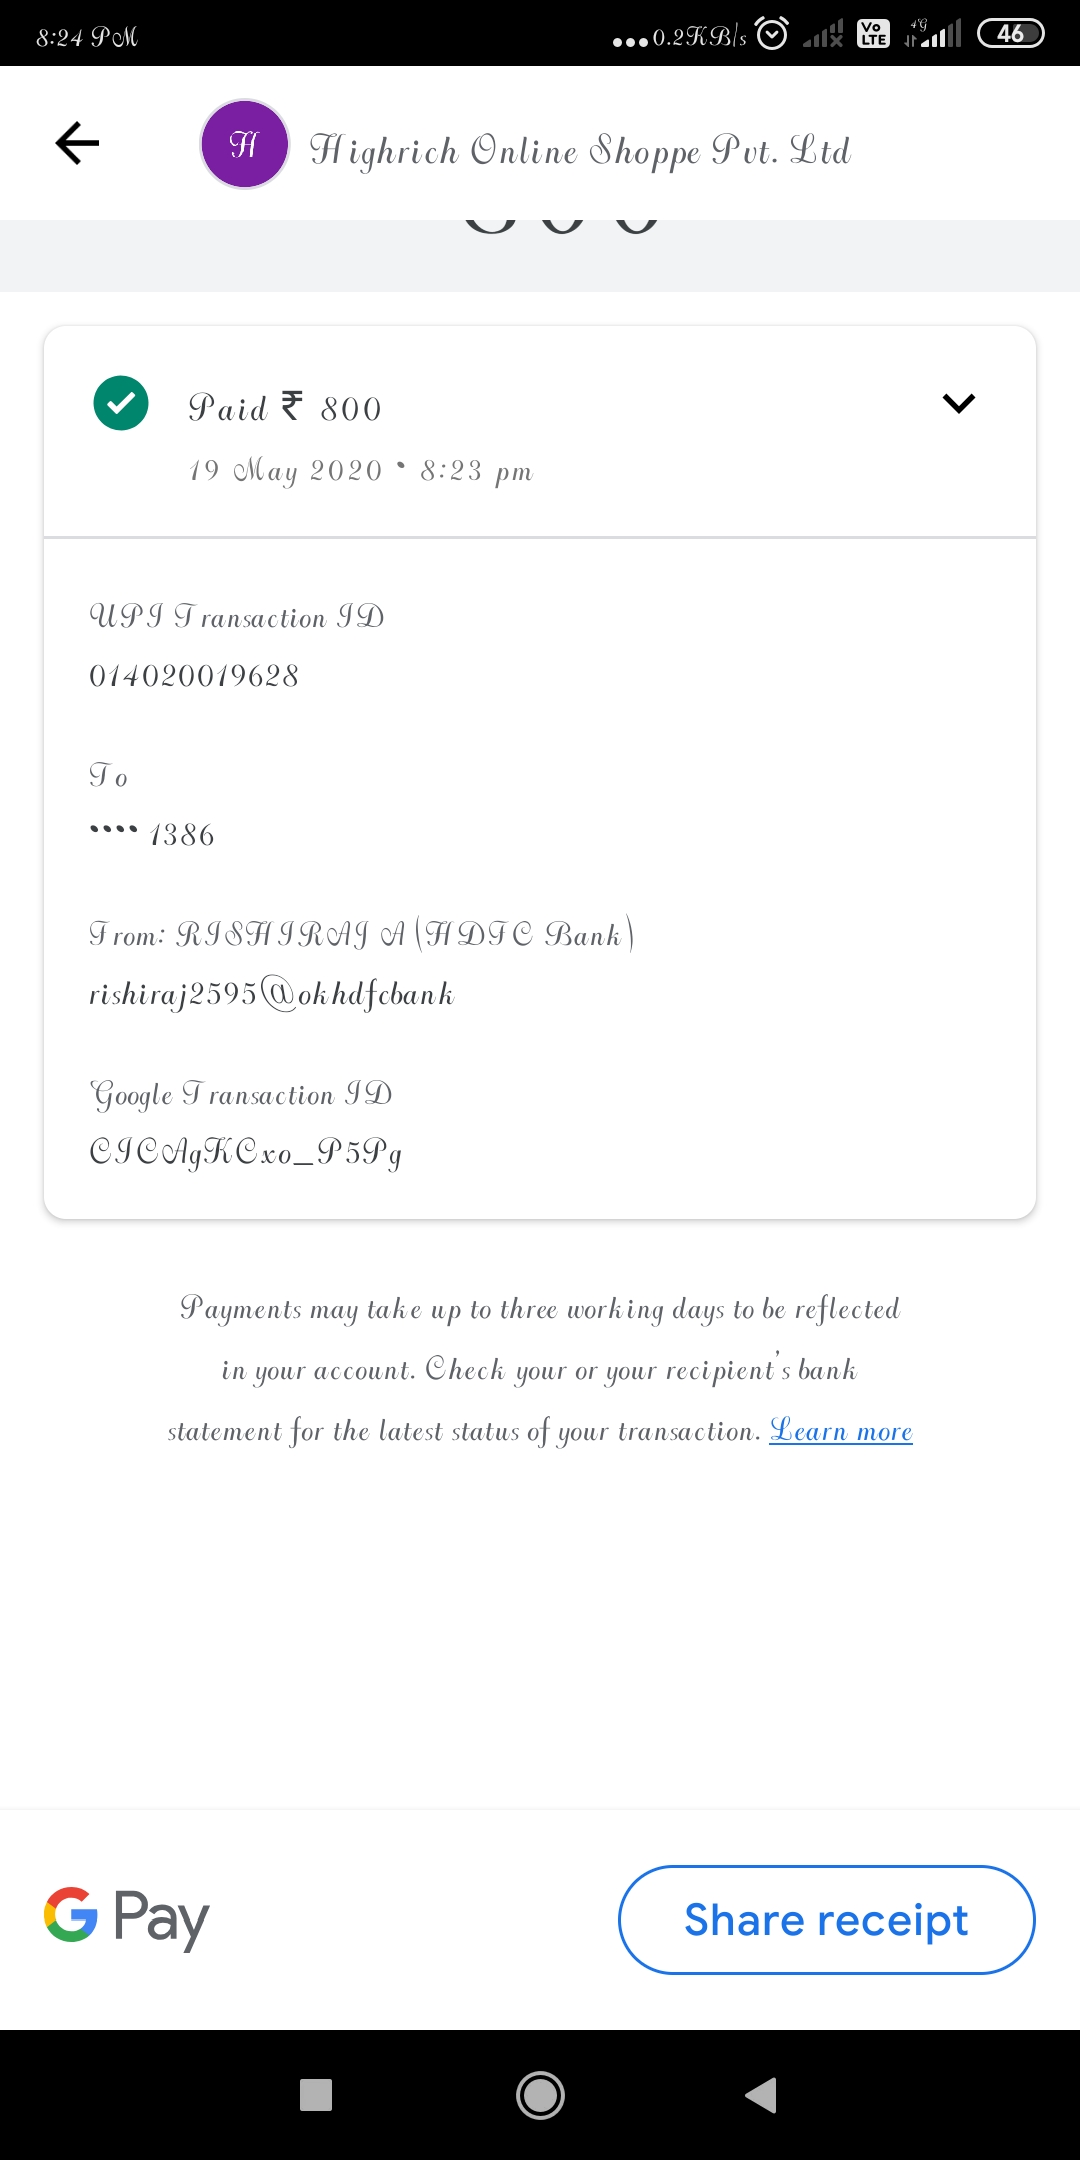 8:24 PM
...0.2KB/s VoLTE 4G 46
H Highrich Online Shoppe Pvt. Ltd
Paid ₹ 800
19 May 2020 • 8:23 pm
UPI Transaction ID
014020019628
To
•••• 1386
From: RISHIRAJ A (HDFC Bank)
rishiraj2595@okhdfcbank
Google Transaction ID
CICAgKCxo_P5Pg
Payments may take up to three working days to be reflected
in your account. Check your or your recipient's bank
statement for the latest status of your transaction. Learn more
G Pay
Share receipt